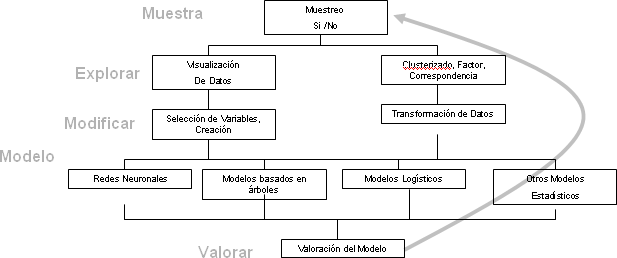 Muestra
Muestreo
Si /No
Explorar
Visualización
De Datos
Clusterizado, Factor,
Correspondencia
Modificar
Selección de Variables,
Creación
Transformación de Datos
Modelo
Redes Neuronales
Modelos basados en
árboles
Modelos Logísticos
Otros Modelos
Estadísticos
Valorar
Valoración del Modelo